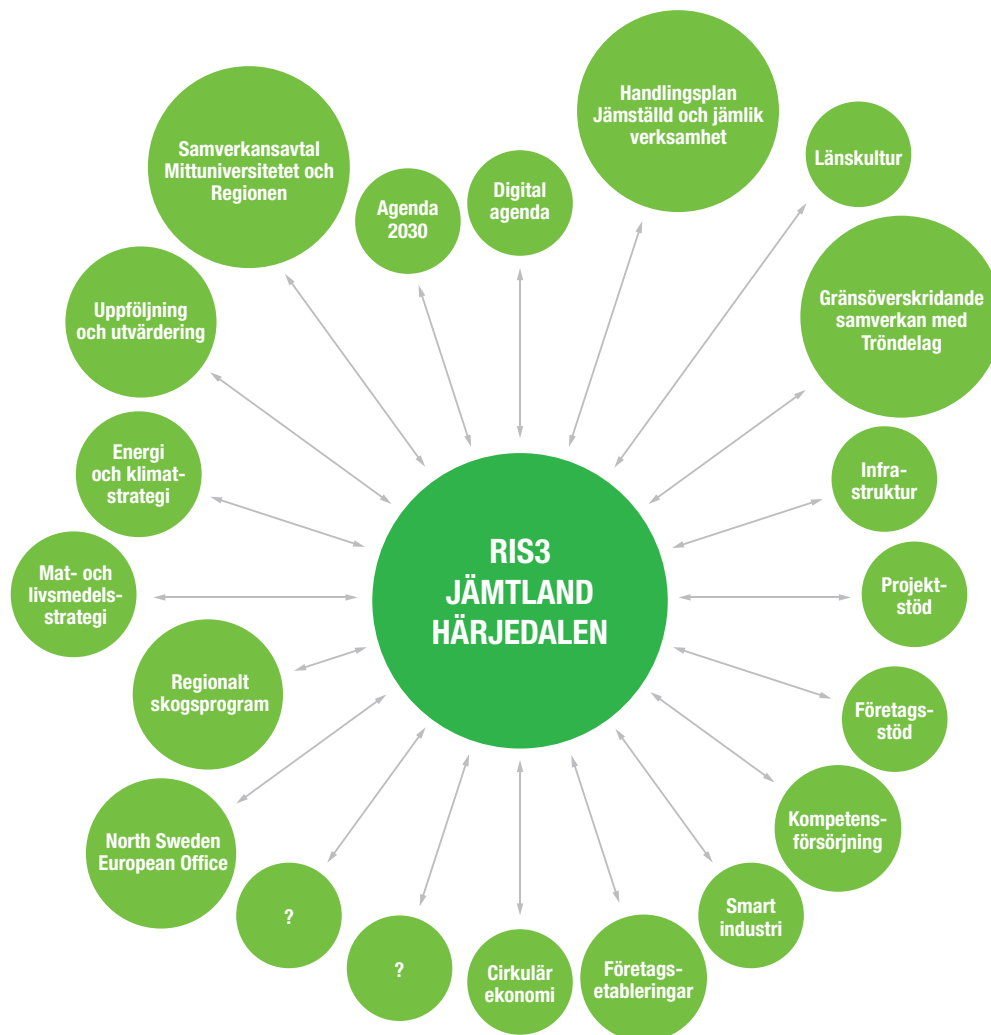 Handlingsplan
Jämställd och jämlik
verksamhet
Länskultur
Samverkansavtal
Mittuniversitetet och
Regionen
Agenda
2030
Digital
agenda
Gränsöverskridande
samverkan med
Tröndelag
Uppföljning
och utvärdering
Energi
och klimat-
strategi
Infra-
struktur
RIS3
JÄMTLAND
HÄRJEDALEN
Mat- och
livsmedels-
strategi
Projekt-
stöd
Regionalt
skogsprogram
Företags-
stöd
North Sweden
European Office
Kompetens-
försörjning
?
Smart
industri
?
Cirkulär
ekonomi
Företags-
etableringar